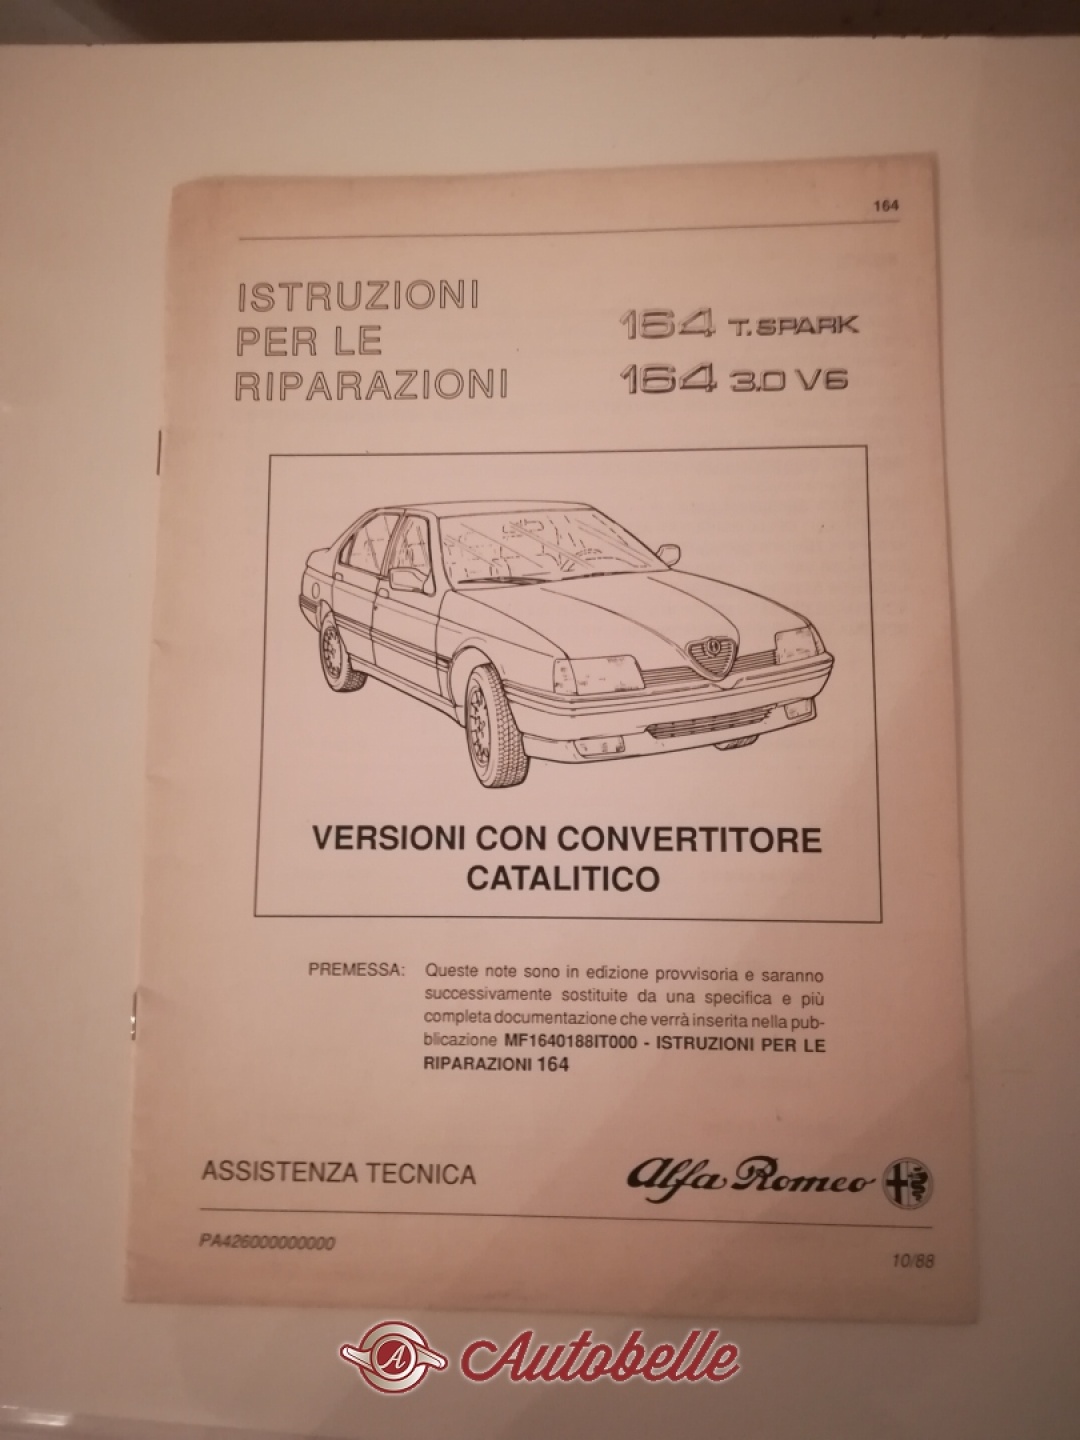 164
ISTRUZIONI
PER LE
RIPARAZIONI
164 T.SPARK
164 3.0 V6
VERSIONI CON CONVERTITORE
CATALITICO
PREMESSA: Queste note sono in edizione provvisoria e saranno
successivamente sostituite da una specifica e più
completa documentazione che verrà inserita nella pub-
blicazione MF1640188IT000 - ISTRUZIONI PER LE
RIPARAZIONI 164
ASSISTENZA TECNICA
Alfa Romeo
PA426000000000
10/88
A Autobelle